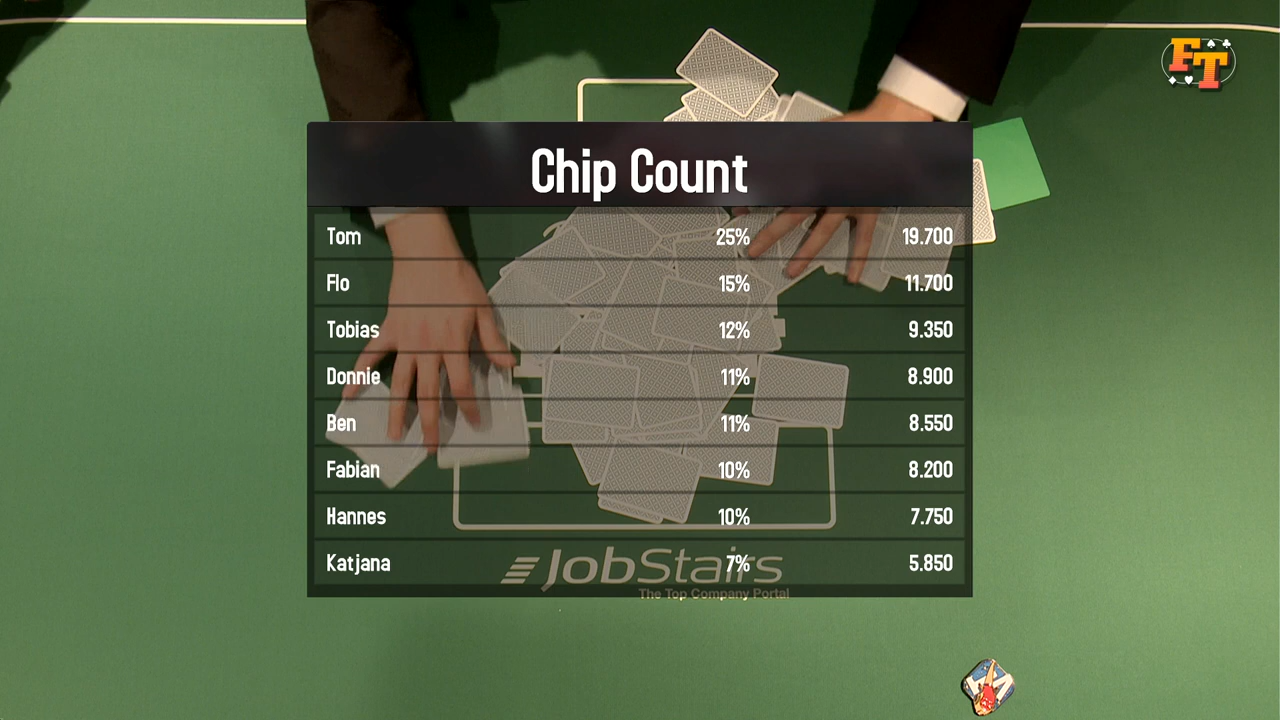 FT
Chip Count
Tom 25% 19.700
Flo 15% 11.700
Tobias 12% 9.350
Donnie 11% 8.900
Ben 11% 8.550
Fabian 10% 8.200
Hannes 10% 7.750
Katjana 7% 5.850
JobStairs
The Top Company Portal